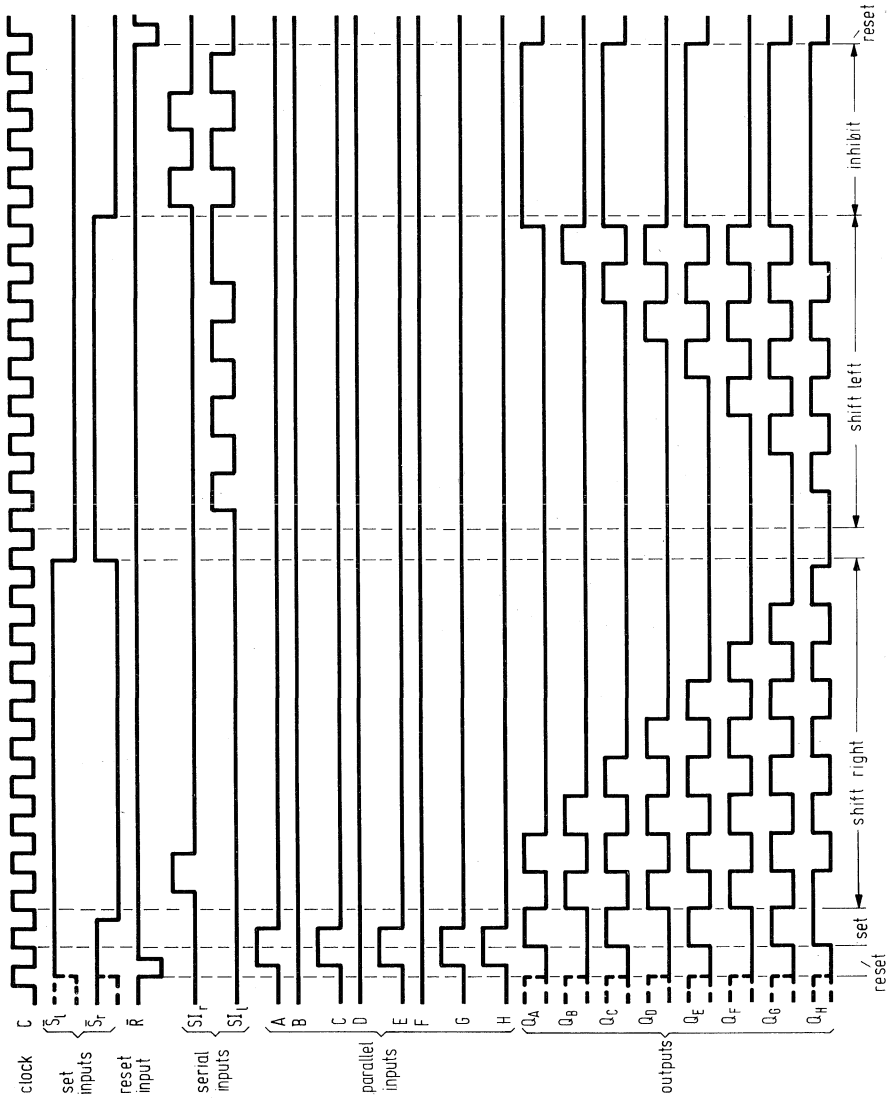 clock
C
set
inputs
S̄l
S̄r
reset
input
R̄
serial
inputs
SIr
SIl
parallel
inputs
A
B
C
D
E
F
G
H
outputs
QA
QB
QC
QD
QE
QF
QG
QH
reset
set
shift right
shift left
inhibit
reset